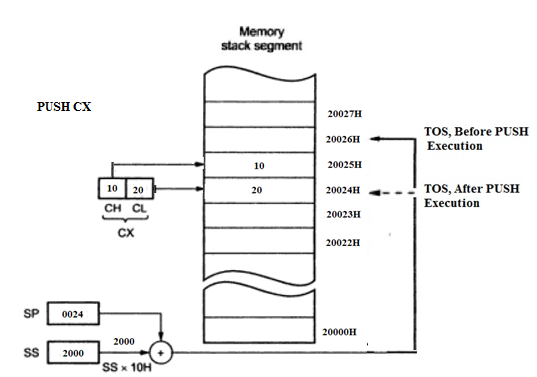 Memory
stack segment
PUSH CX
20027H
20026H
TOS, Before PUSH
Execution
10
20025H
10 20
20
20024H
TOS, After PUSH
Execution
CH CL
20023H
CX
20022H
SP
0024
20000H
SS
2000
2000
+
SS × 10H